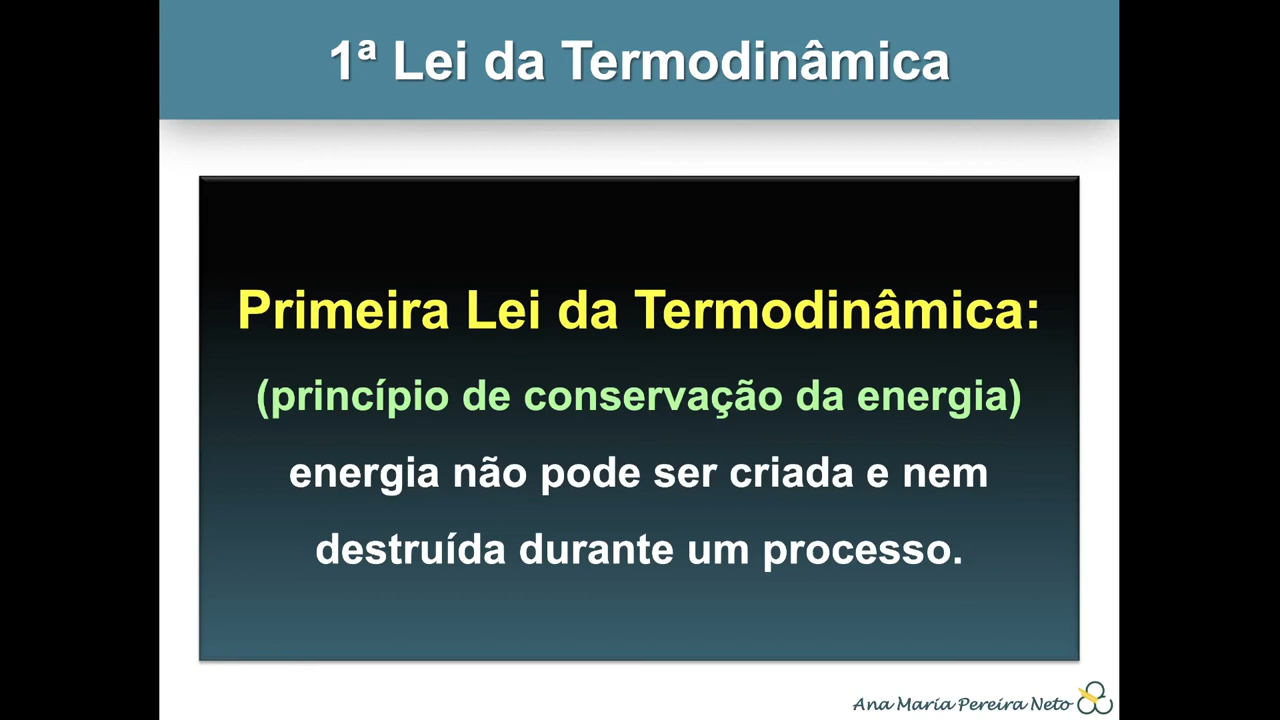 1ª Lei da Termodinâmica
Primeira Lei da Termodinâmica:
(princípio de conservação da energia)
energia não pode ser criada e nem
destruída durante um processo.
Ana Maria Pereira Neto